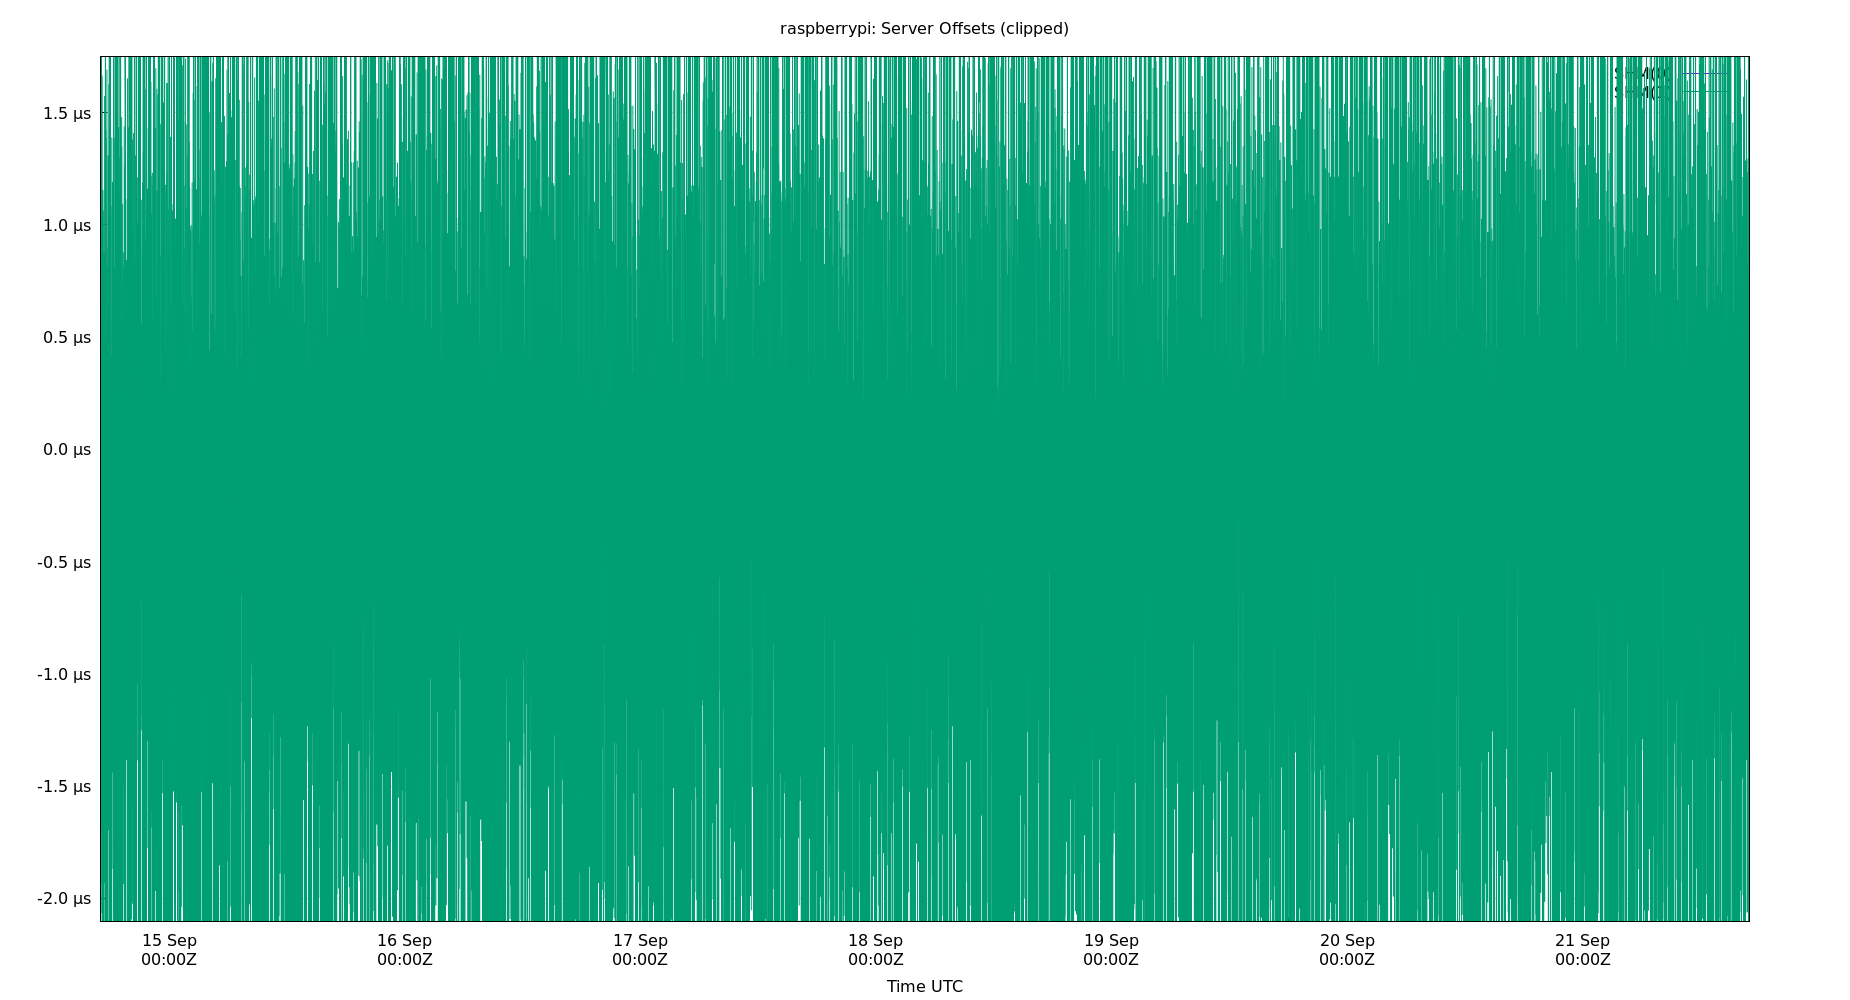 raspberrypi: Server Offsets (clipped)
1.5 µs
1.0 µs
0.5 µs
0.0 µs
-0.5 µs
-1.0 µs
-1.5 µs
-2.0 µs
15 Sep
00:00Z
16 Sep
00:00Z
17 Sep
00:00Z
18 Sep
00:00Z
19 Sep
00:00Z
20 Sep
00:00Z
21 Sep
00:00Z
Time UTC